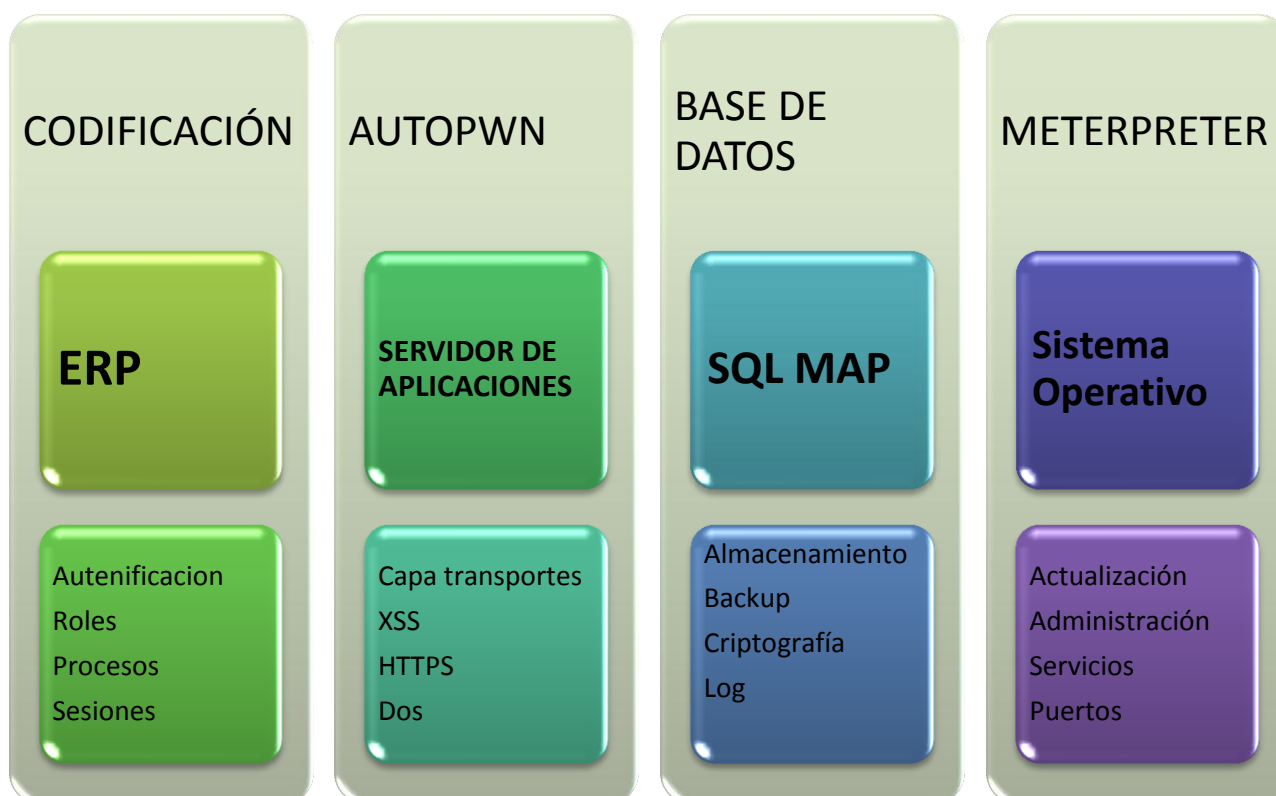 CODIFICACIÓN
ERP
Autenificacion
Roles
Procesos
Sesiones
AUTOPWN
SERVIDOR DE
APLICACIONES
Capa transportes
XSS
HTTPS
Dos
BASE DE
DATOS
SQL MAP
Almacenamiento
Backup
Criptografía
Log
METERPRETER
Sistema
Operativo
Actualización
Administración
Servicios
Puertos